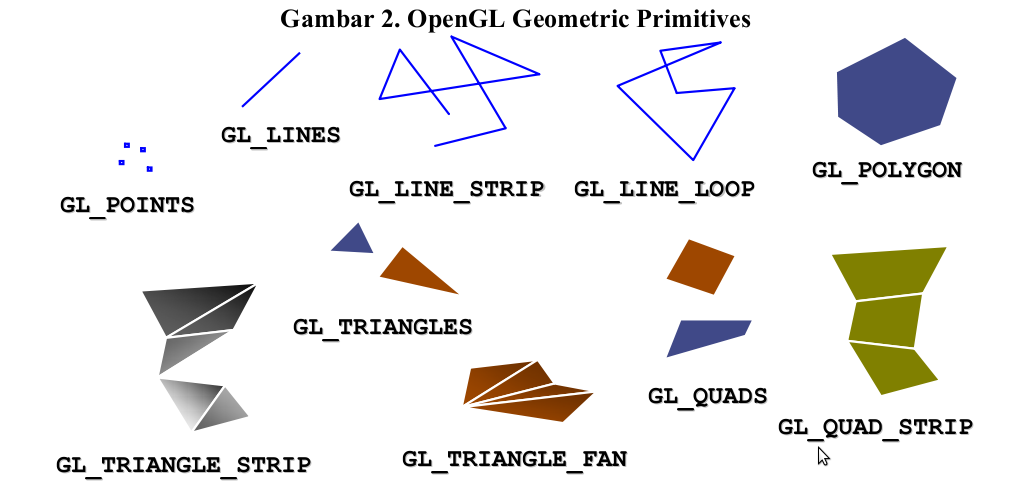 Gambar 2. OpenGL Geometric Primitives
GL_LINES
GL_POLYGON
GL_LINE_STRIP
GL_LINE_LOOP
GL_POINTS
GL_TRIANGLES
GL_QUADS
GL_QUAD_STRIP
GL_TRIANGLE_STRIP
GL_TRIANGLE_FAN